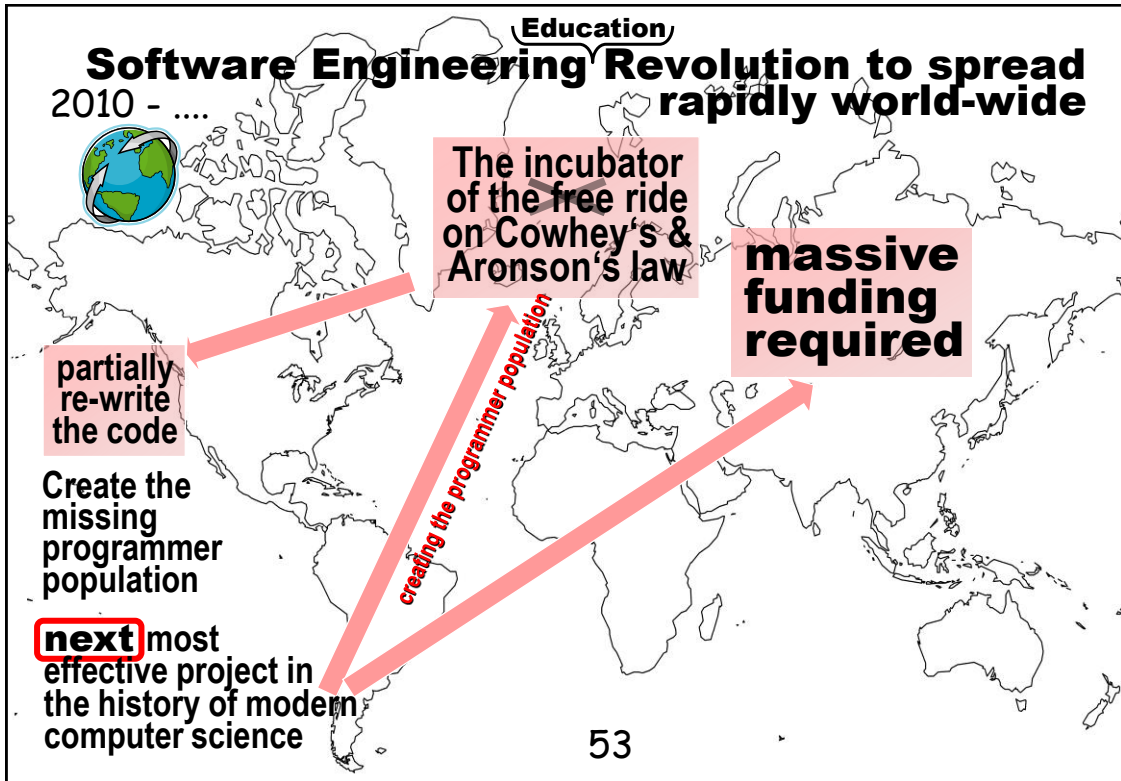 Education
Software Engineering Revolution to spread
rapidly world-wide
2010 - ....
The incubator
of the free ride
on Cowhey‘s &
Aronson‘s law
massive
funding
required
partially
re-write
the code
creating the programmer population
Create the
missing
programmer
population
next most
effective project in
the history of modern
computer science
53